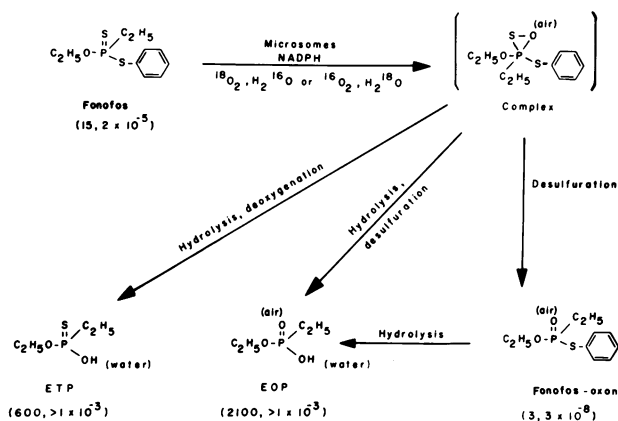 S
C₂H₅
C₂H₅O-P
S
Fonofos
(15, 2 x 10⁻⁵)
Microsomes
NADPH
¹⁸O₂, H₂¹⁶O or ¹⁶O₂, H₂¹⁸O
(air)
S-O
C₂H₅O-P
S
C₂H₅
Complex
Hydrolysis, deoxygenation
Hydrolysis,
desulfuration
Desulfuration
S
C₂H₅
C₂H₅O-P
OH (water)
ETP
(600, >1 x 10⁻³)
(air)
O
C₂H₅
C₂H₅O-P
OH (water)
EOP
(2100, >1 x 10⁻³)
Hydrolysis
(air)
O
C₂H₅
C₂H₅O-P
S
Fonofos-oxon
(3, 3 x 10⁻⁸)